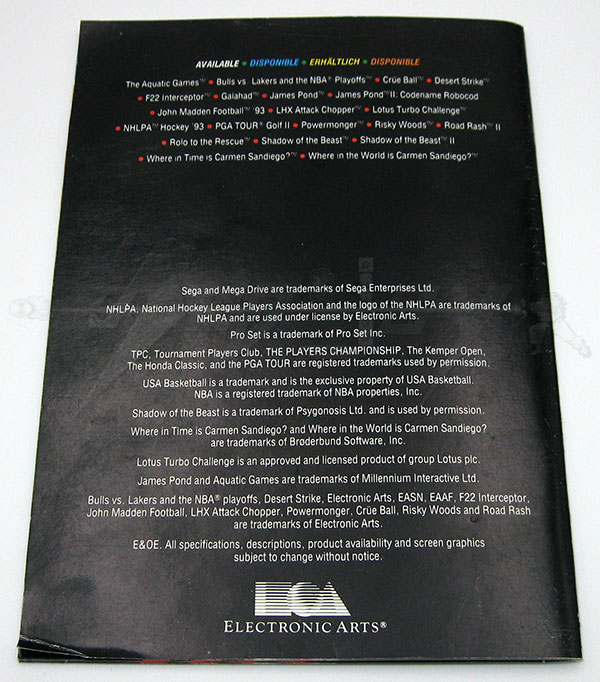 AVAILABLE • DISPONIBLE • ERHÄLTLICH • DISPONIBLE
The Aquatic Games™ • Bulls vs. Lakers and the NBA® Playoffs™ • Crüe Ball™ • Desert Strike™
• F22 Interceptor™ • Galahad™ • James Pond™ • James Pond™ II: Codename Robocod
• John Madden Football™ '93 • LHX Attack Chopper™ • Lotus Turbo Challenge™
• NHLPA™ Hockey '93 • PGA TOUR® Golf II • Powermonger™ • Risky Woods™ • Road Rash™ II
• Rolo to the Rescue™ • Shadow of the Beast™ • Shadow of the Beast™ II
• Where in Time is Carmen Sandiego?™ • Where in the World is Carmen Sandiego?™
Sega and Mega Drive are trademarks of Sega Enterprises Ltd.
NHLPA, National Hockey League Players Association and the logo of the NHLPA are trademarks of
NHLPA and are used under license by Electronic Arts.
Pro Set is a trademark of Pro Set Inc.
TPC, Tournament Players Club, THE PLAYERS CHAMPIONSHIP, The Kemper Open,
The Honda Classic, and the PGA TOUR are registered trademarks used by permission.
USA Basketball is a trademark and is the exclusive property of USA Basketball.
NBA is a registered trademark of NBA properties, Inc.
Shadow of the Beast is a trademark of Psygonosis Ltd. and is used by permission.
Where in Time is Carmen Sandiego? and Where in the World is Carmen Sandiego?
are trademarks of Brøderbund Software, Inc.
Lotus Turbo Challenge is an approved and licensed product of group Lotus plc.
James Pond and Aquatic Games are trademarks of Millennium Interactive Ltd.
Bulls vs. Lakers and the NBA® playoffs, Desert Strike, Electronic Arts, EASN, EAAF, F22 Interceptor,
John Madden Football, LHX Attack Chopper, Powermonger, Crüe Ball, Risky Woods and Road Rash
are trademarks of Electronic Arts.
E&OE. All specifications, descriptions, product availability and screen graphics
subject to change without notice.
EA
ELECTRONIC ARTS®